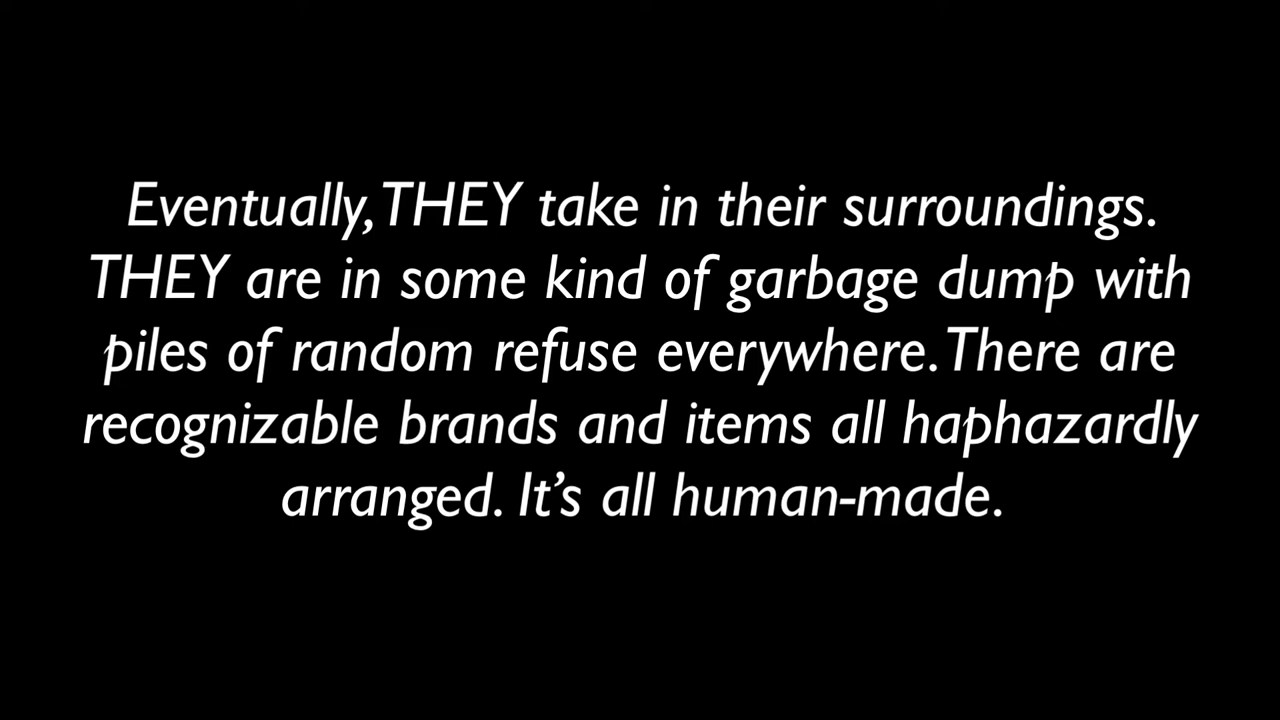 Eventually, THEY take in their surroundings.
THEY are in some kind of garbage dump with
piles of random refuse everywhere. There are
recognizable brands and items all haphazardly
arranged. It’s all human-made.